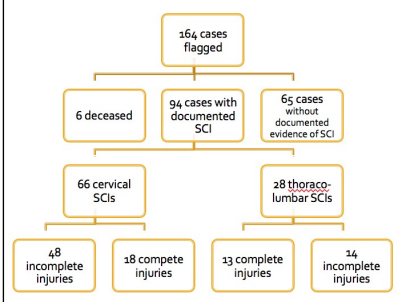 164 cases
flagged
6 deceased
94 cases with
documented
SCI
65 cases
without
documented
evidence of SCI
66 cervical
SCIs
28 thoraco-
lumbar SCIs
48
incomplete
injuries
18 compete
injuries
13 complete
injuries
14
incomplete
injuries